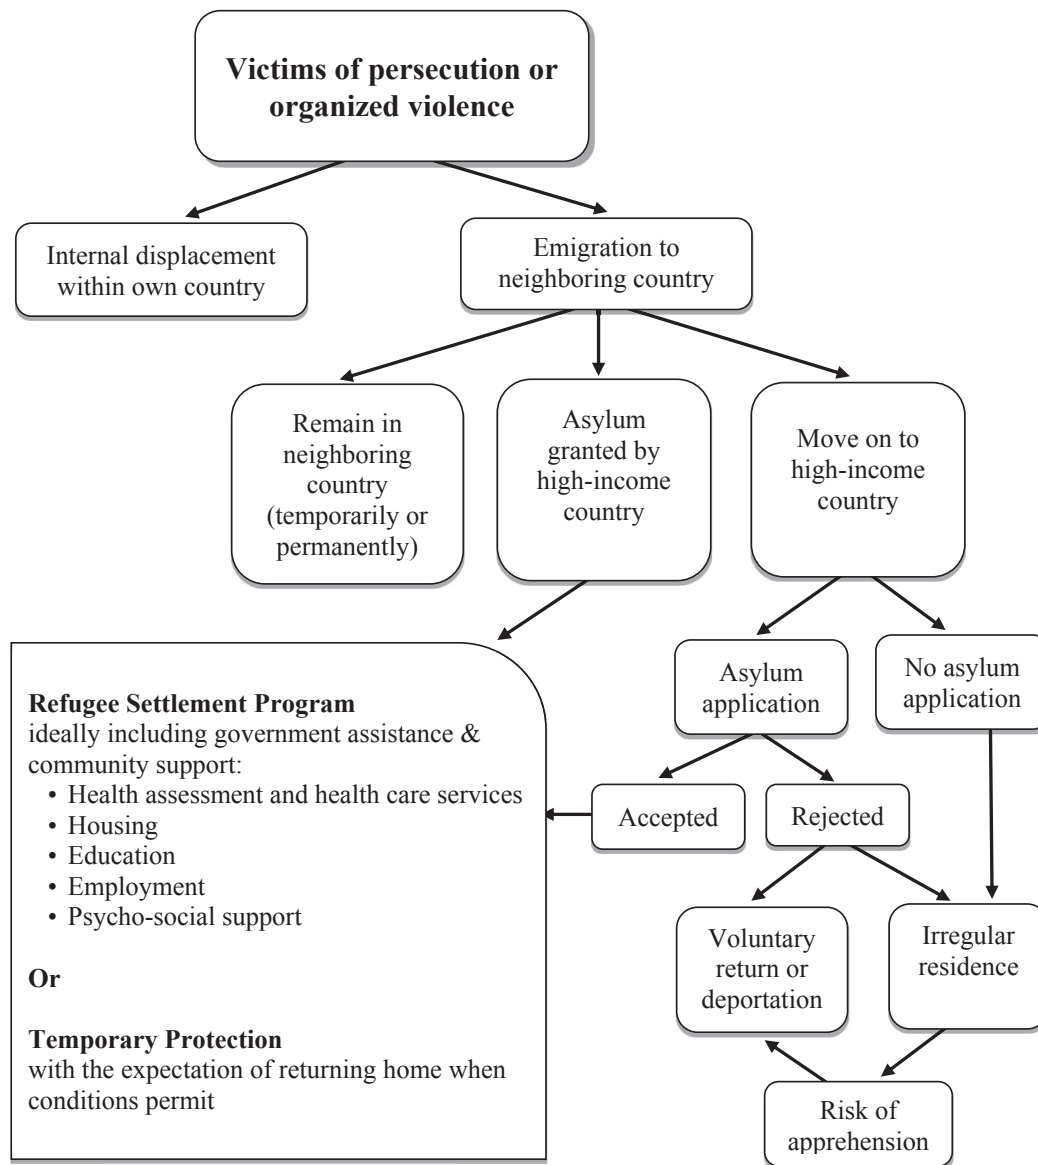 Victims of persecution or
organized violence
Internal displacement
within own country
Emigration to
neighboring country
Remain in
neighboring
country
(temporarily or
permanently)
Asylum
granted by
high-income
country
Move on to
high-income
country
Asylum
application
No asylum
application
Accepted
Rejected
Refugee Settlement Program
ideally including government assistance &
community support:
• Health assessment and health care services
• Housing
• Education
• Employment
• Psycho-social support
Or
Temporary Protection
with the expectation of returning home when
conditions permit
Voluntary
return or
deportation
Irregular
residence
Risk of
apprehension